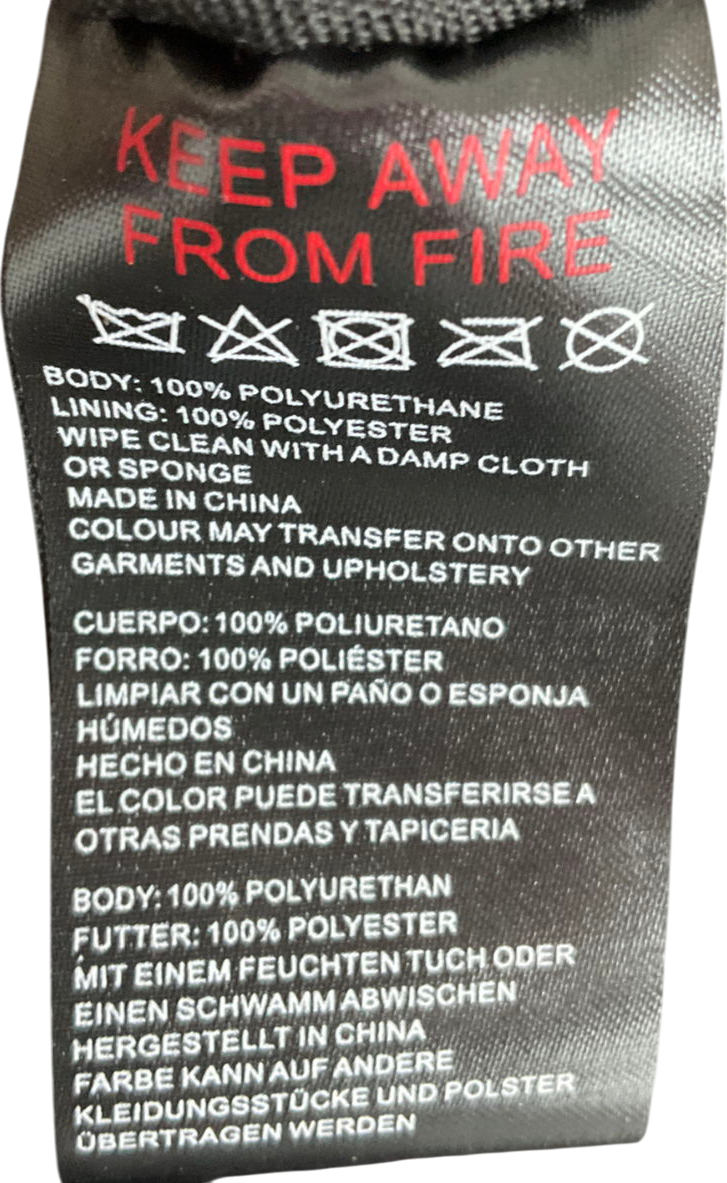 KEEP AWAY
FROM FIRE
BODY: 100% POLYURETHANE
LINING: 100% POLYESTER
WIPE CLEAN WITH A DAMP CLOTH
OR SPONGE
MADE IN CHINA
COLOUR MAY TRANSFER ONTO OTHER
GARMENTS AND UPHOLSTERY
CUERPO: 100% POLIURETANO
FORRO: 100% POLIÉSTER
LIMPIAR CON UN PAÑO O ESPONJA
HÚMEDOS
HECHO EN CHINA
EL COLOR PUEDE TRANSFERIRSE A
OTRAS PRENDAS Y TAPICERIA
BODY: 100% POLYURETHAN
FUTTER: 100% POLYESTER
MIT EINEM FEUCHTEN TUCH ODER
EINEN SCHWAMM ABWISCHEN
HERGESTELLT IN CHINA
FARBE KANN AUF ANDERE
KLEIDUNGSSTÜCKE UND POLSTER
ÜBERTRAGEN WERDEN